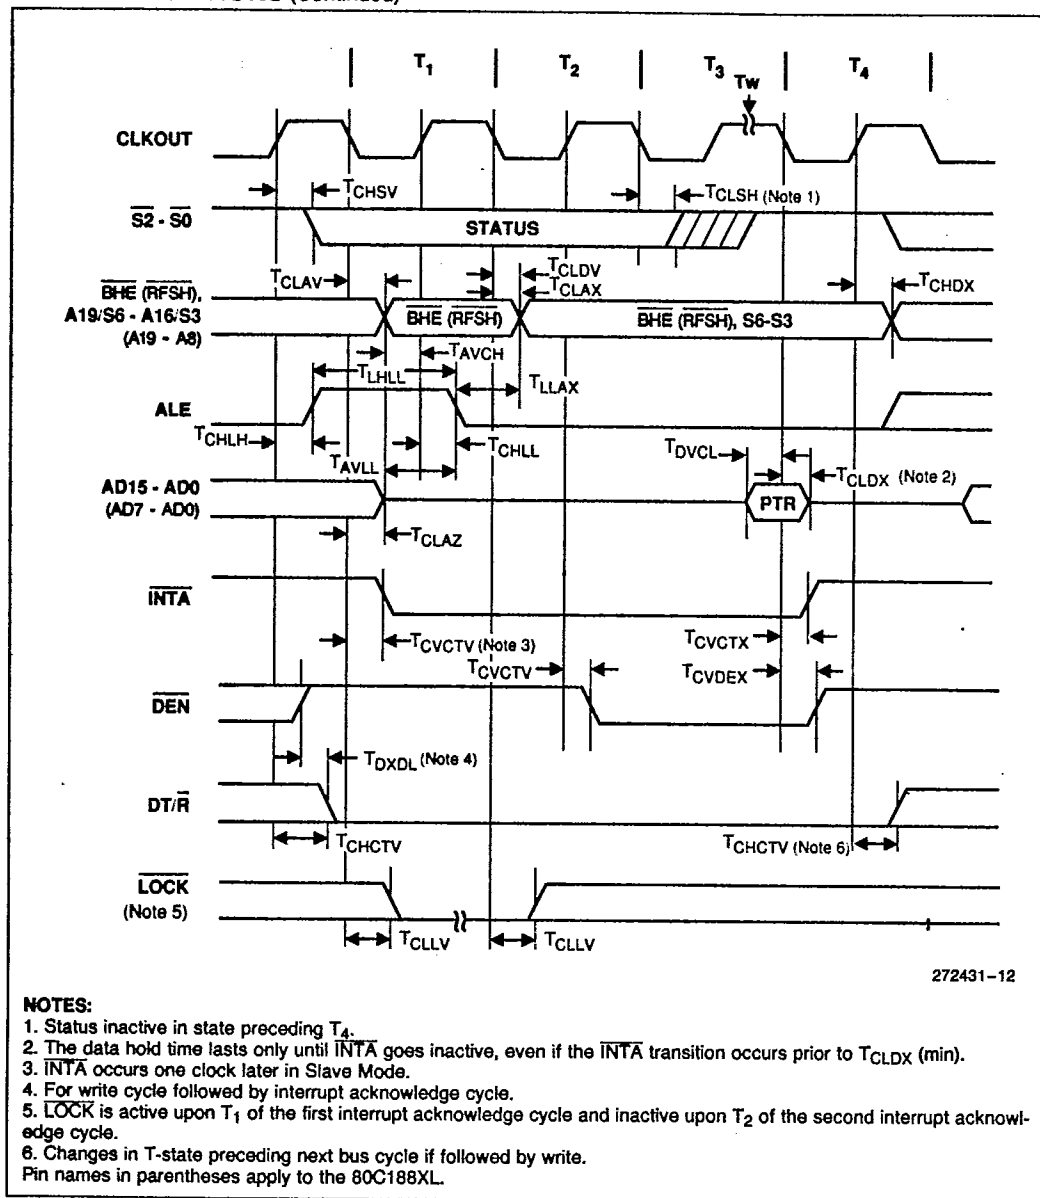 (Continued)
T1 T2 T3 T4
TW
CLKOUT
TCHSV TCLSH (Note 1)
S2 - S0 STATUS
TCLAV TCLDV TCHDX
TCLAX
BHE (RFSH),
A19/S6 - A16/S3
(A19 - A8)
BHE (RFSH) BHE (RFSH), S6-S3
TAVCH
TLHLL TLLAX
ALE
TCHLH TCHLL TDVCL
TAVLL TCLDX (Note 2)
AD15 - AD0
(AD7 - AD0)
PTR
TCLAZ
INTA
TCVCTV (Note 3) TCVCTX
TCVCTV TCVDEX
DEN
TDXDL (Note 4)
DT/R
TCHCTV TCHCTV (Note 6)
LOCK
(Note 5)
TCLLV TCLLV
272431-12
NOTES:
1. Status inactive in state preceding T4.
2. The data hold time lasts only until INTA goes inactive, even if the INTA transition occurs prior to TCLDX (min).
3. INTA occurs one clock later in Slave Mode.
4. For write cycle followed by interrupt acknowledge cycle.
5. LOCK is active upon T1 of the first interrupt acknowledge cycle and inactive upon T2 of the second interrupt acknowl-
edge cycle.
6. Changes in T-state preceding next bus cycle if followed by write.
Pin names in parentheses apply to the 80C188XL.